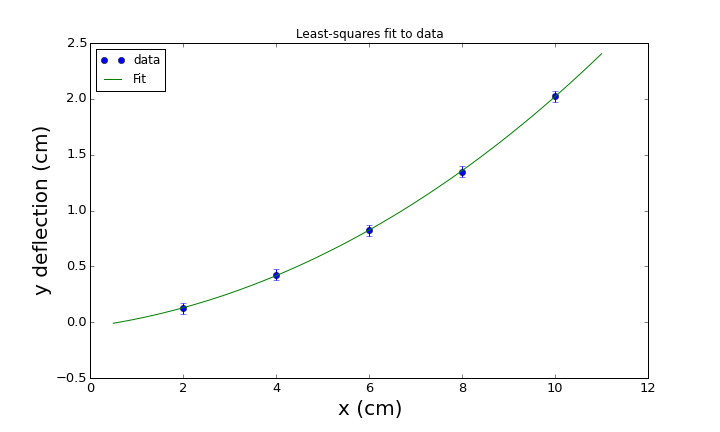 Least-squares fit to data
2.5
2.0
1.5
1.0
0.5
0.0
−0.5
y deflection (cm)
data
Fit
0 2 4 6 8 10 12
x (cm)